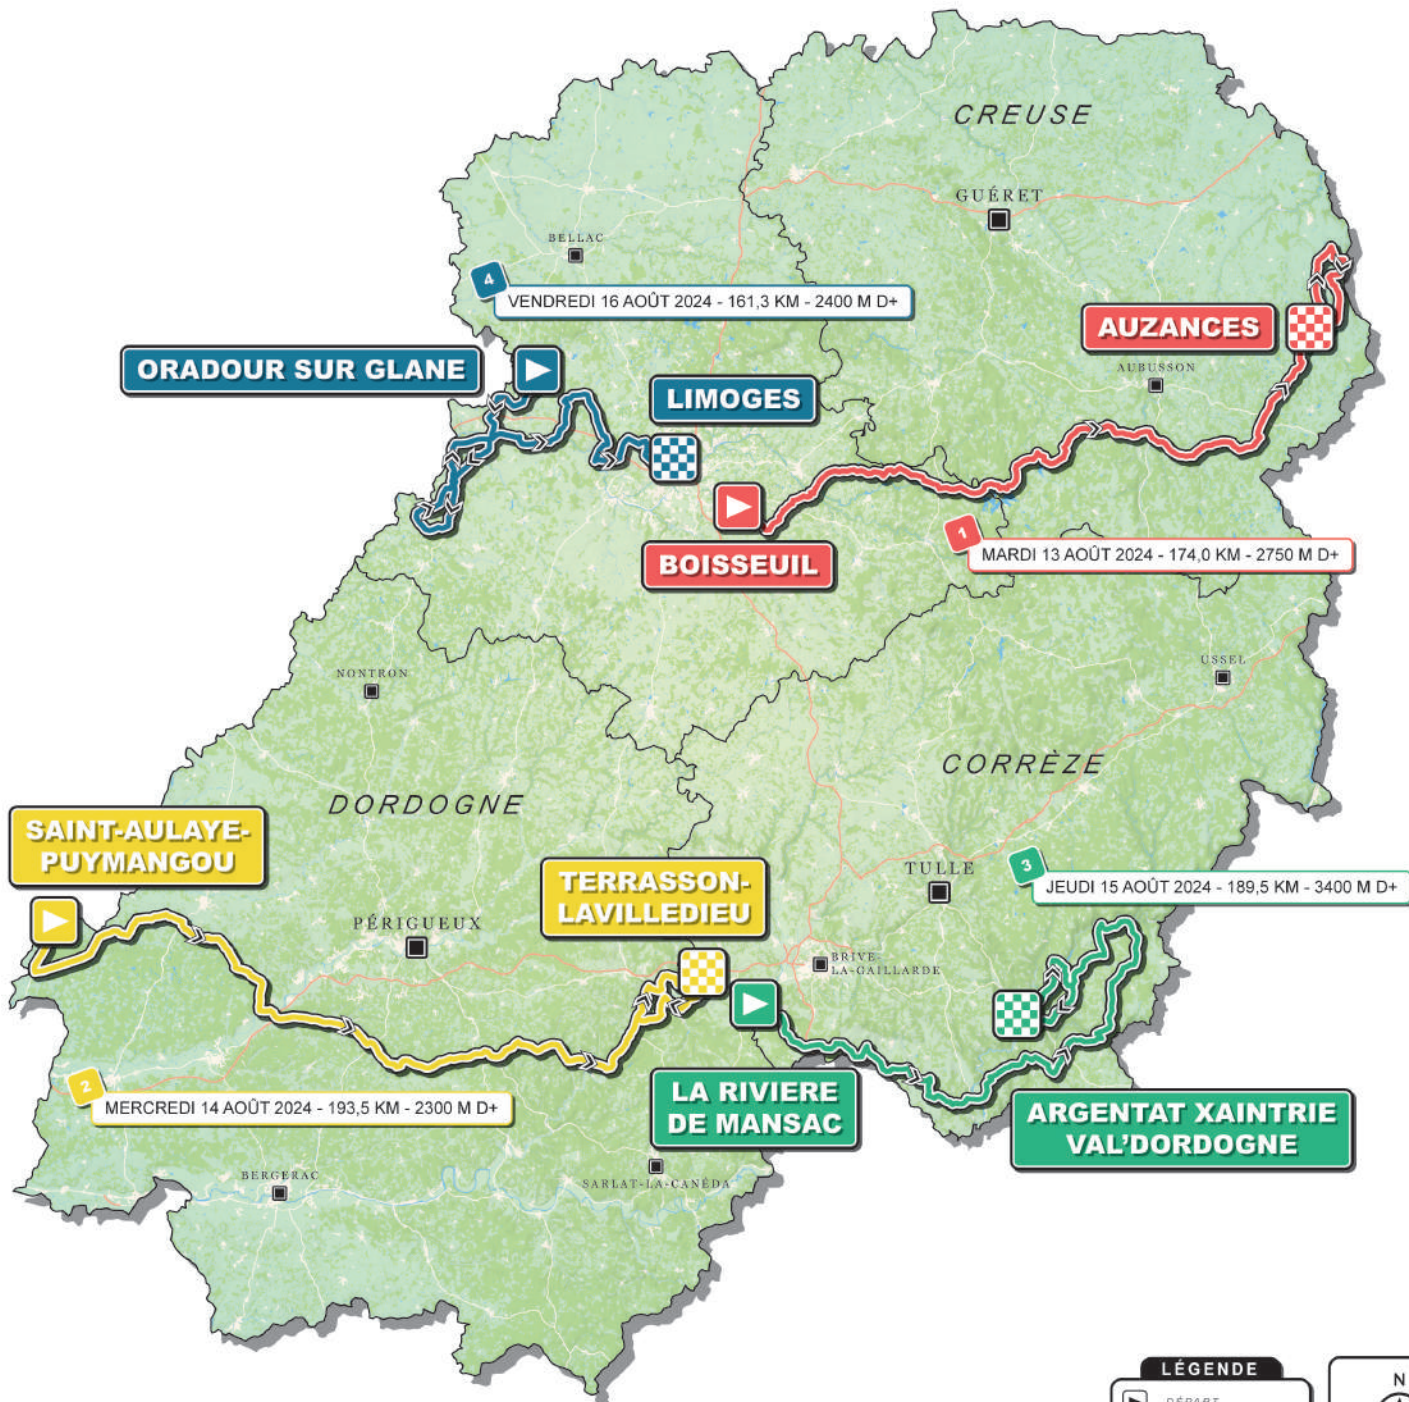 CREUSE
GUÉRET
BELLAC
4
VENDREDI 16 AOÛT 2024 - 161,3 KM - 2400 M D+
AUZANCES
ORADOUR SUR GLANE
AUBUSSON
LIMOGES
BOISSEUIL
1
MARDI 13 AOÛT 2024 - 174,0 KM - 2750 M D+
NONTRON
USSEL
CORRÈZE
DORDOGNE
SAINT-AULAYE-
PUYMANGOU
TERRASSON-
LAVILLEDIEU
TULLE
3
JEUDI 15 AOÛT 2024 - 189,5 KM - 3400 M D+
PÉRIGUEUX
BRIVE-
LA-GAILLARDE
2
MERCREDI 14 AOÛT 2024 - 193,5 KM - 2300 M D+
LA RIVIERE
DE MANSAC
ARGENTAT XAINTRIE
VAL'DORDOGNE
BERGERAC
SARLAT-LA-CANÉDA
LÉGENDE
DÉPART
N